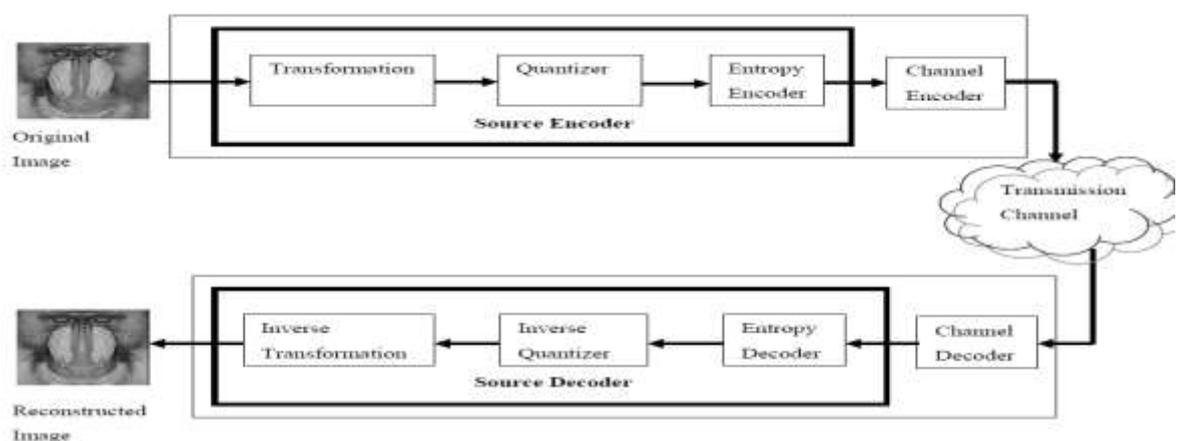 Original
Image
Transformation
Quantizer
Entropy
Encoder
Source Encoder
Channel
Encoder
Transmission
Channel
Reconstructed
Image
Inverse
Transformation
Inverse
Quantizer
Entropy
Decoder
Source Decoder
Channel
Decoder